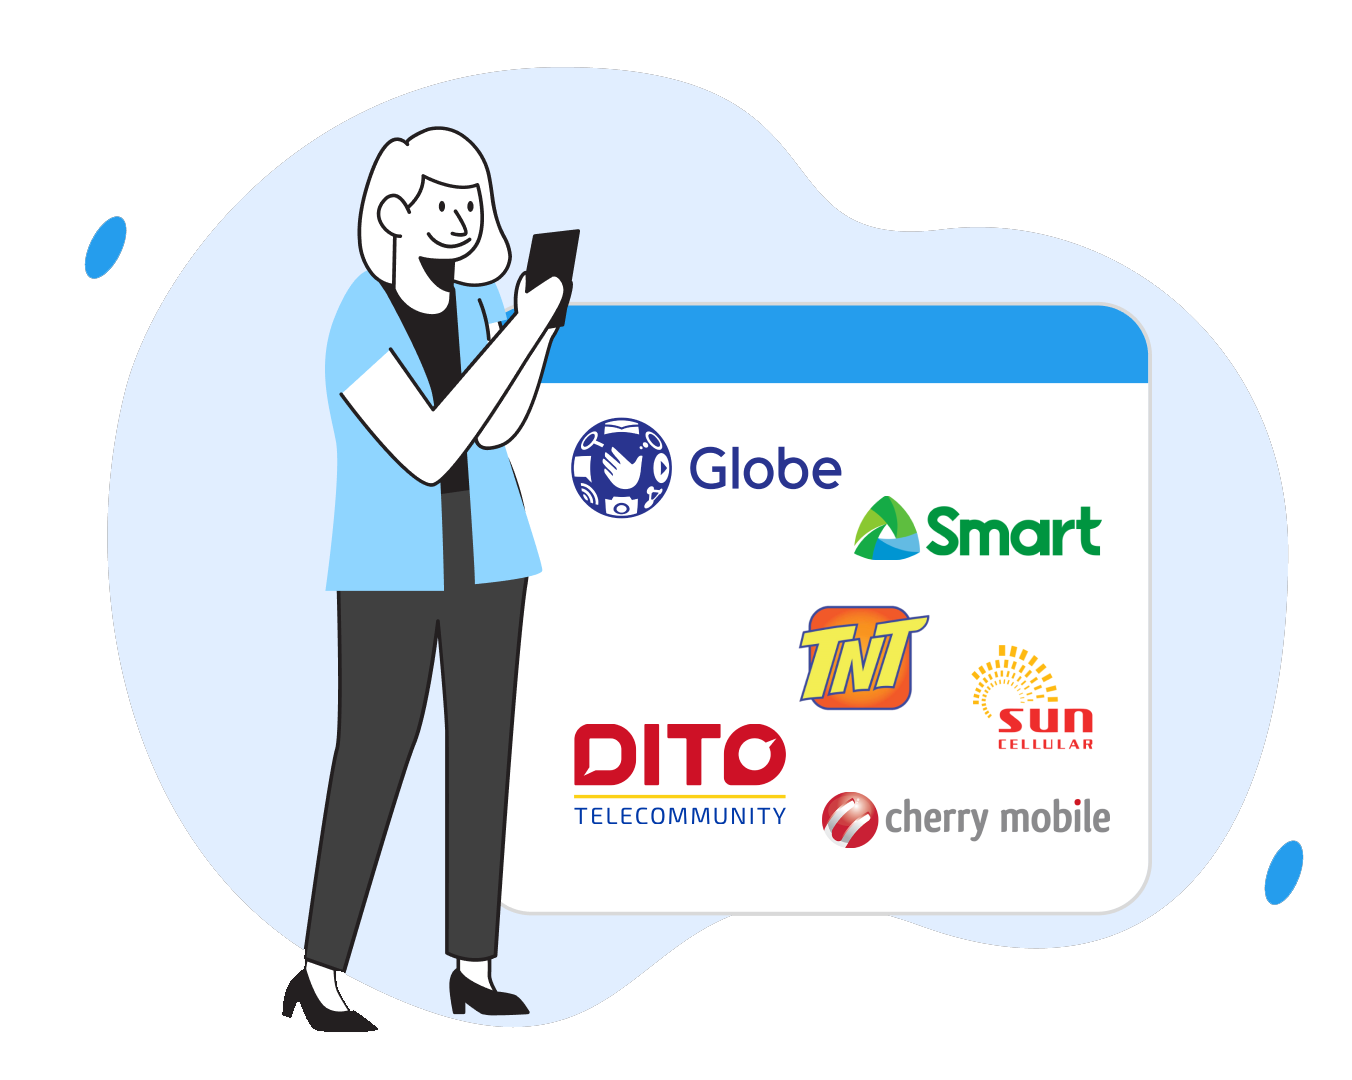 Globe
Smart
TNT
sun
CELLULAR
DITO
TELECOMMUNITY
cherry mobile